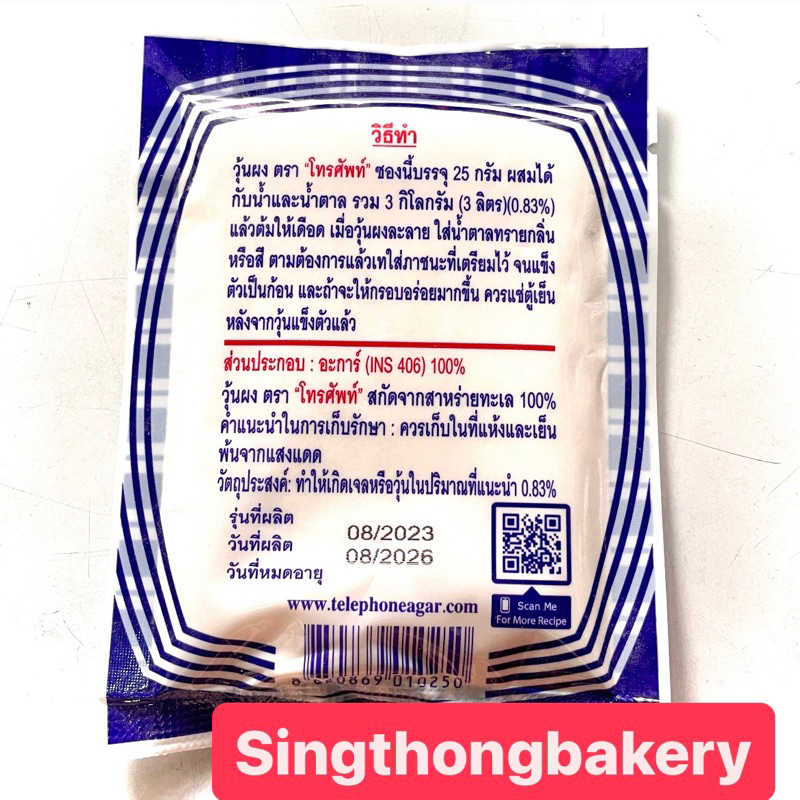 วิธีทำ
วุ้นผง ตรา "โทรศัพท์" ซองนี้บรรจุ 25 กรัม ผสมได้
กับน้ำและน้ำตาล รวม 3 กิโลกรัม (3 ลิตร)(0.83%)
แล้วต้มให้เดือด เมื่อวุ้นผงละลาย ใส่น้ำตาลทรายกลิ่น
หรือสี ตามต้องการแล้วเทใส่ภาชนะที่เตรียมไว้ จนแข็ง
ตัวเป็นก้อน และถ้าจะให้กรอบอร่อยมากขึ้น ควรแช่ตู้เย็น
หลังจากวุ้นแข็งตัวแล้ว
ส่วนประกอบ : อะการ์ (INS 406) 100%
วุ้นผง ตรา "โทรศัพท์" สกัดจากสาหร่ายทะเล 100%
คำแนะนำในการเก็บรักษา : ควรเก็บในที่แห้งและเย็น
พ้นจากแสงแดด
วัตถุประสงค์: ทำให้เกิดเจลหรือวุ้นในปริมาณที่แนะนำ 0.83%
รุ่นที่ผลิต
วันที่ผลิต 08/2023
วันที่หมดอายุ 08/2026
Scan Me
For More Recipe
www.telephoneagar.com
010250
Singthongbakery